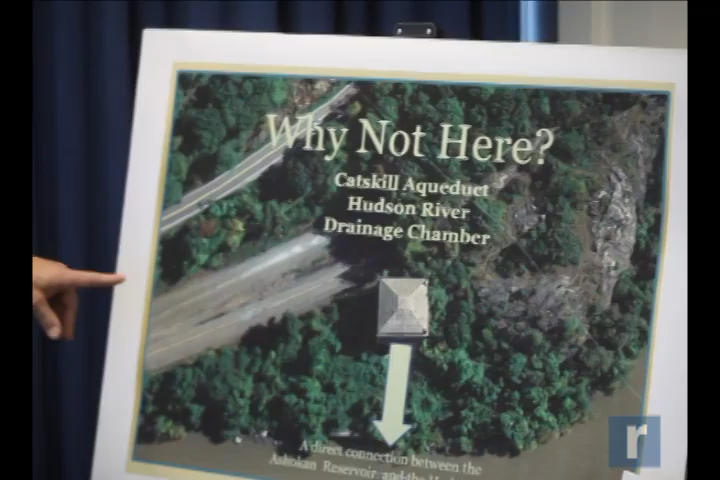 Why Not Here?
Catskill Aqueduct
Hudson River
Drainage Chamber
A direct connection between the
Ashokan Reservoir and the
r